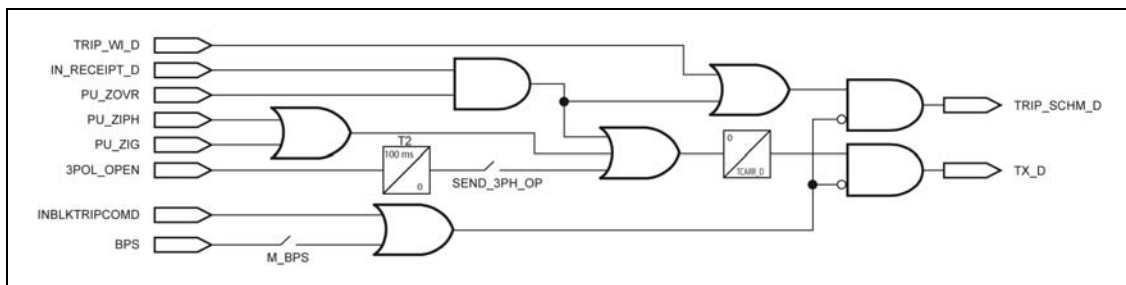 TRIP_WI_D
IN_RECEIPT_D
PU_ZOVR
PU_ZIPH
PU_ZIG
3POL_OPEN
INBLKTRIPCOMD
BPS
M_BPS
T2
100 ms
0
SEND_3PH_OP
0
TCARR_D
TRIP_SCHM_D
TX_D